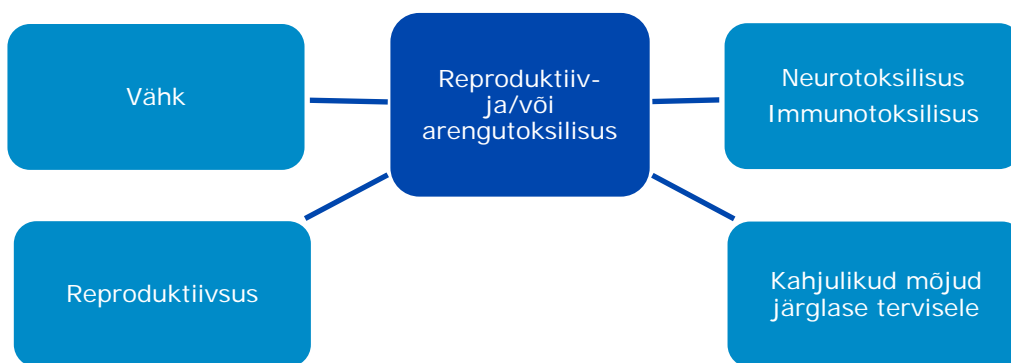 Vähk
Reproduktiiv-
ja/või
arengutoksilisus
Neurotoksilisus
Immunotoksilisus
Reproduktiivsus
Kahjulikud mõjud
järglase tervisele